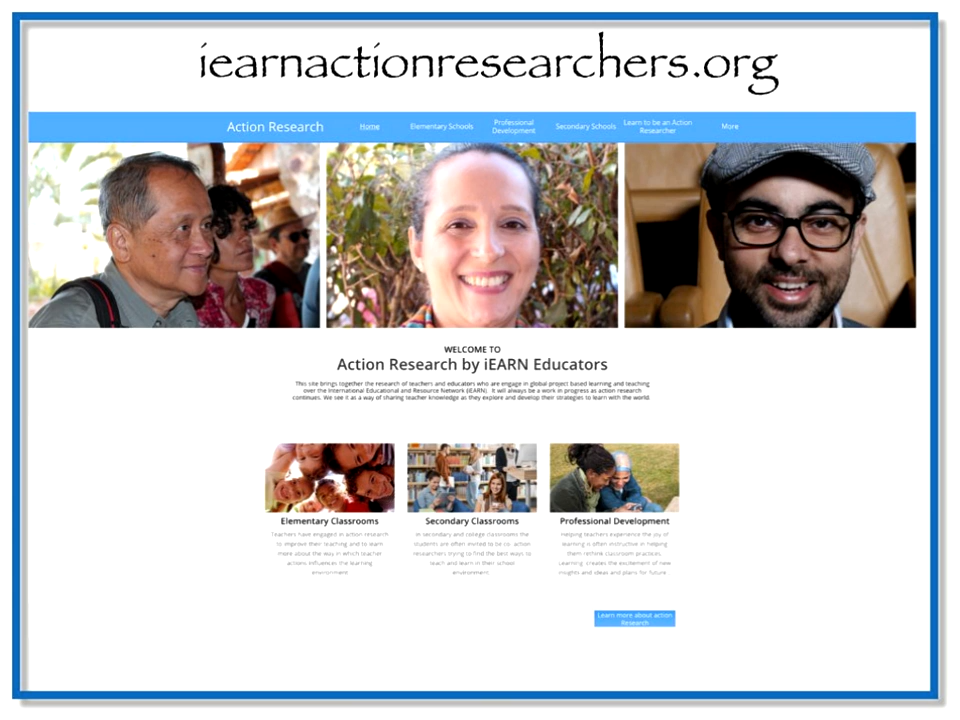 iearnactionresearchers.org
Action Research
Home
Elementary Schools
Professional
Development
Secondary Schools
Learn to be an Action
Researcher
More
WELCOME TO
Action Research by iEARN Educators
This site brings together the research of teachers and educators who are engage in global project based learning and teaching
over the International Educational and Resource Network (iEARN). It will always be a work in progress as action research
continues. We see it as a way of sharing teacher knowledge as they explore and develop their strategies to learn with the world.
Elementary Classrooms
Teachers have engaged in action research
to improve their teaching and to learn
more about the way in which teacher
actions influences the learning
environment.
Secondary Classrooms
In secondary and college classrooms the
students are often invited to be co- action
researchers trying to find the best ways to
teach and learn in their school
environment.
Professional Development
Helping teachers experience the joy of
learning is often instructive in helping
them rethink classroom practices.
Learning creates the excitement of new
insights and ideas and plans for future.
Learn more about action
Research